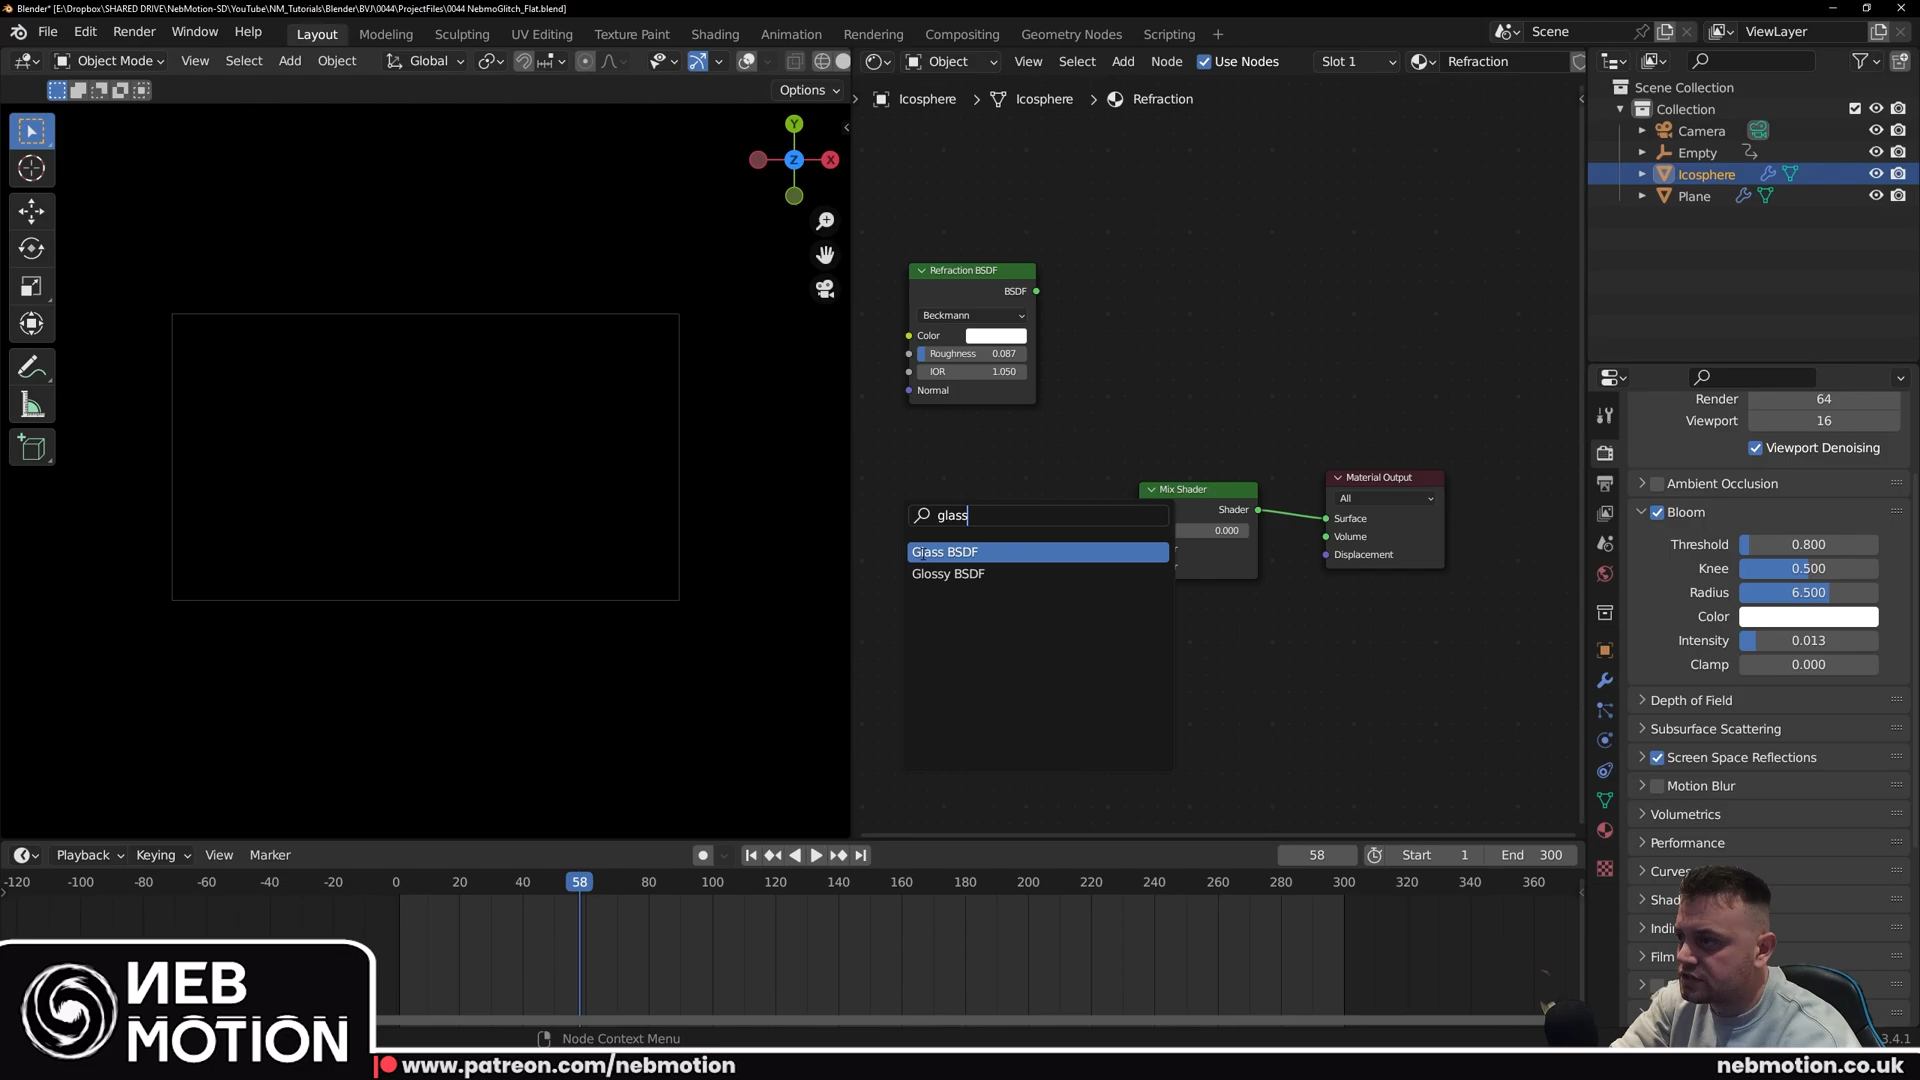 Blender* [E:\Dropbox\SHARED DRIVE\NebMotion-SD\YouTube\NM_Tutorials\Blender\BVJ\0044\ProjectFiles\0044 NebmoGlitch_Flat.blend]
File Edit Render Window Help
Layout Modeling Sculpting UV Editing Texture Paint Shading Animation Rendering Compositing Geometry Nodes Scripting +
Scene ViewLayer
Object Mode View Select Add Object Global
Object View Select Add Node Use Nodes Slot 1 Refraction
Options
Icosphere > Icosphere > Refraction
Scene Collection
Collection
Camera
Empty
Icosphere
Plane
Y
Z X
Refraction BSDF
BSDF
Beckmann
Color
Roughness 0.087
IOR 1.050
Normal
Mix Shader
Shader
0.000
Material Output
All
Surface
Volume
Displacement
glass
Glass BSDF
Glossy BSDF
Render 64
Viewport 16
Viewport Denoising
Ambient Occlusion
Bloom
Threshold 0.800
Knee 0.500
Radius 6.500
Color
Intensity 0.013
Clamp 0.000
Depth of Field
Subsurface Scattering
Screen Space Reflections
Motion Blur
Volumetrics
Performance
Curves
Shad
Indi
Film
Playback Keying View Marker 58 Start 1 End 300
-120 -100 -80 -60 -40 -20 0 20 40 58 80 100 120 140 160 180 200 220 240 260 280 300 320 340 360
Node Context Menu
3.4.1
NEB
MOTION
www.patreon.com/nebmotion
nebmotion.co.uk